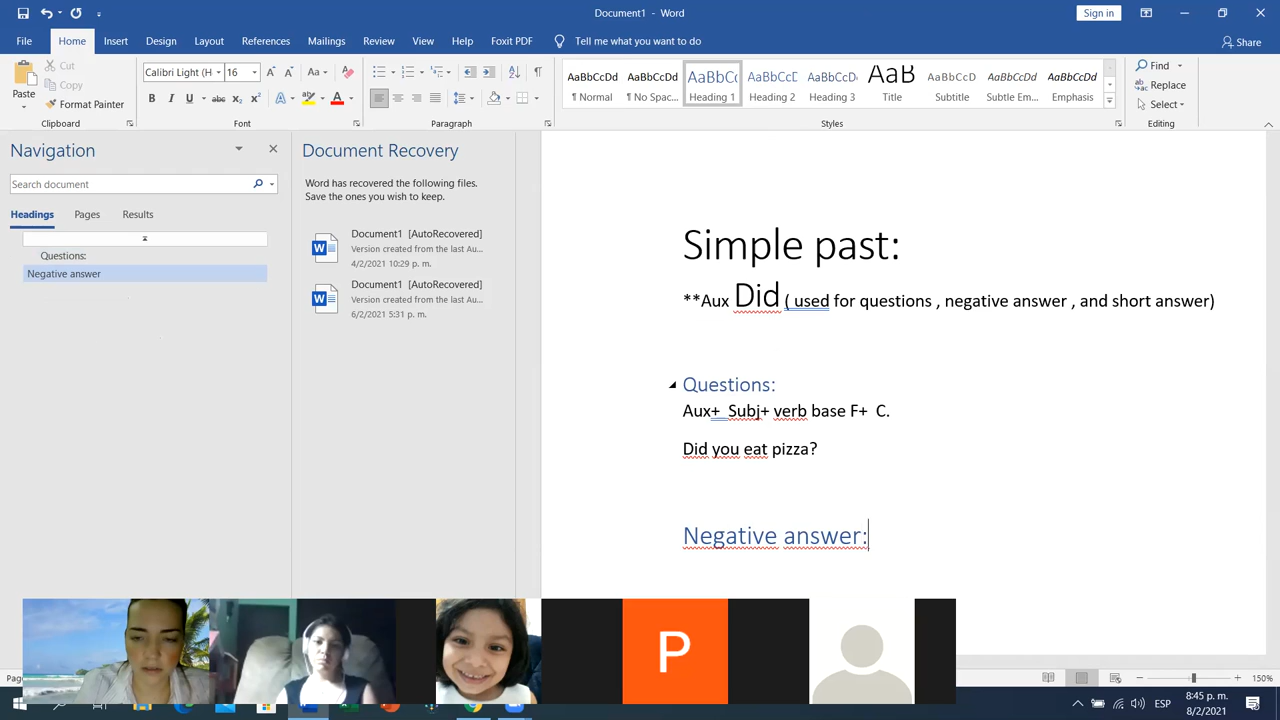 Document1 - Word
Sign in
File Home Insert Design Layout References Mailings Review View Help Foxit PDF Tell me what you want to do Share
Paste
Cut
Copy
Format Painter
Clipboard
Calibri Light (H 16
Font
Paragraph
AaBbCcDd ¶ Normal
AaBbCcDd ¶ No Spac...
AaBbCc Heading 1
AaBbCcD Heading 2
AaBbCcD Heading 3
AaB Title
AaBbCcD Subtitle
AaBbCcDd Subtle Em...
AaBbCcDd Emphasis
Styles
Find
Replace
Select
Editing
Navigation
Search document
Headings Pages Results
Questions:
Negative answer
Document Recovery
Word has recovered the following files.
Save the ones you wish to keep.
Document1 [AutoRecovered]
Version created from the last Au...
4/2/2021 10:29 p. m.
Document1 [AutoRecovered]
Version created from the last Au...
6/2/2021 5:31 p. m.
Simple past:
**Aux Did ( used for questions , negative answer , and short answer)
Questions:
Aux+ Subj+ verb base F+ C.
Did you eat pizza?
Negative answer:
P
Pag
150%
ESP
8:45 p. m.
8/2/2021